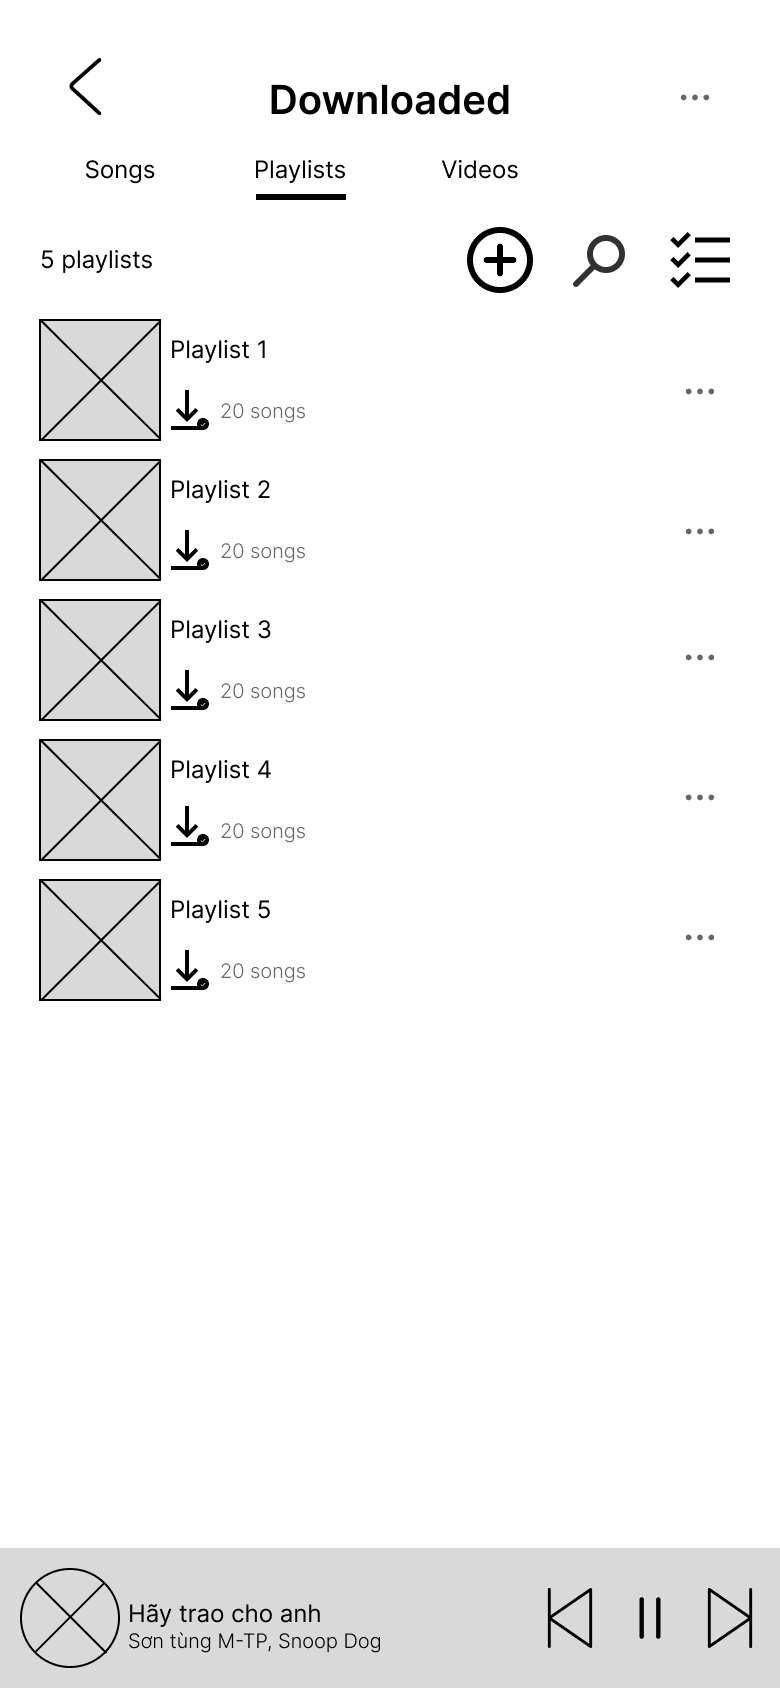 Downloaded
Songs Playlists Videos
5 playlists
Playlist 1
20 songs
Playlist 2
20 songs
Playlist 3
20 songs
Playlist 4
20 songs
Playlist 5
20 songs
Hãy trao cho anh
Sơn tùng M-TP, Snoop Dog